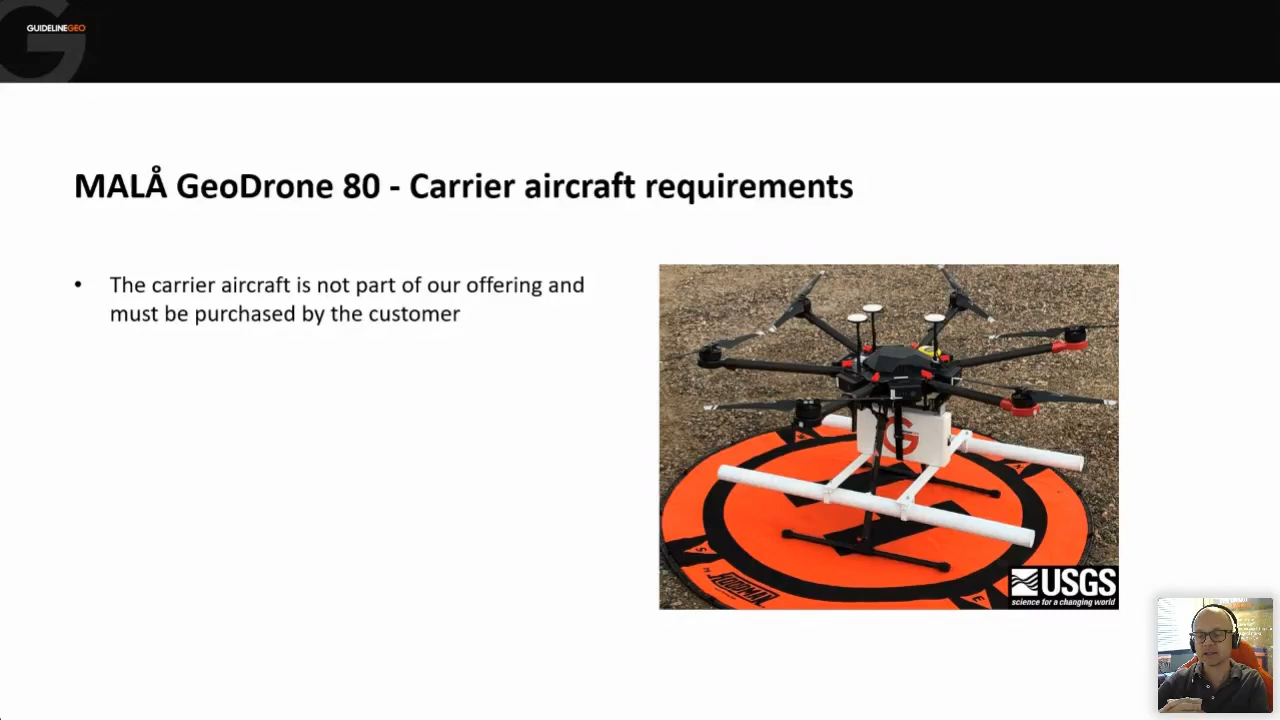 GUIDELINEGEO
MALÅ GeoDrone 80 - Carrier aircraft requirements
• The carrier aircraft is not part of our offering and
must be purchased by the customer
USGS
science for a changing world